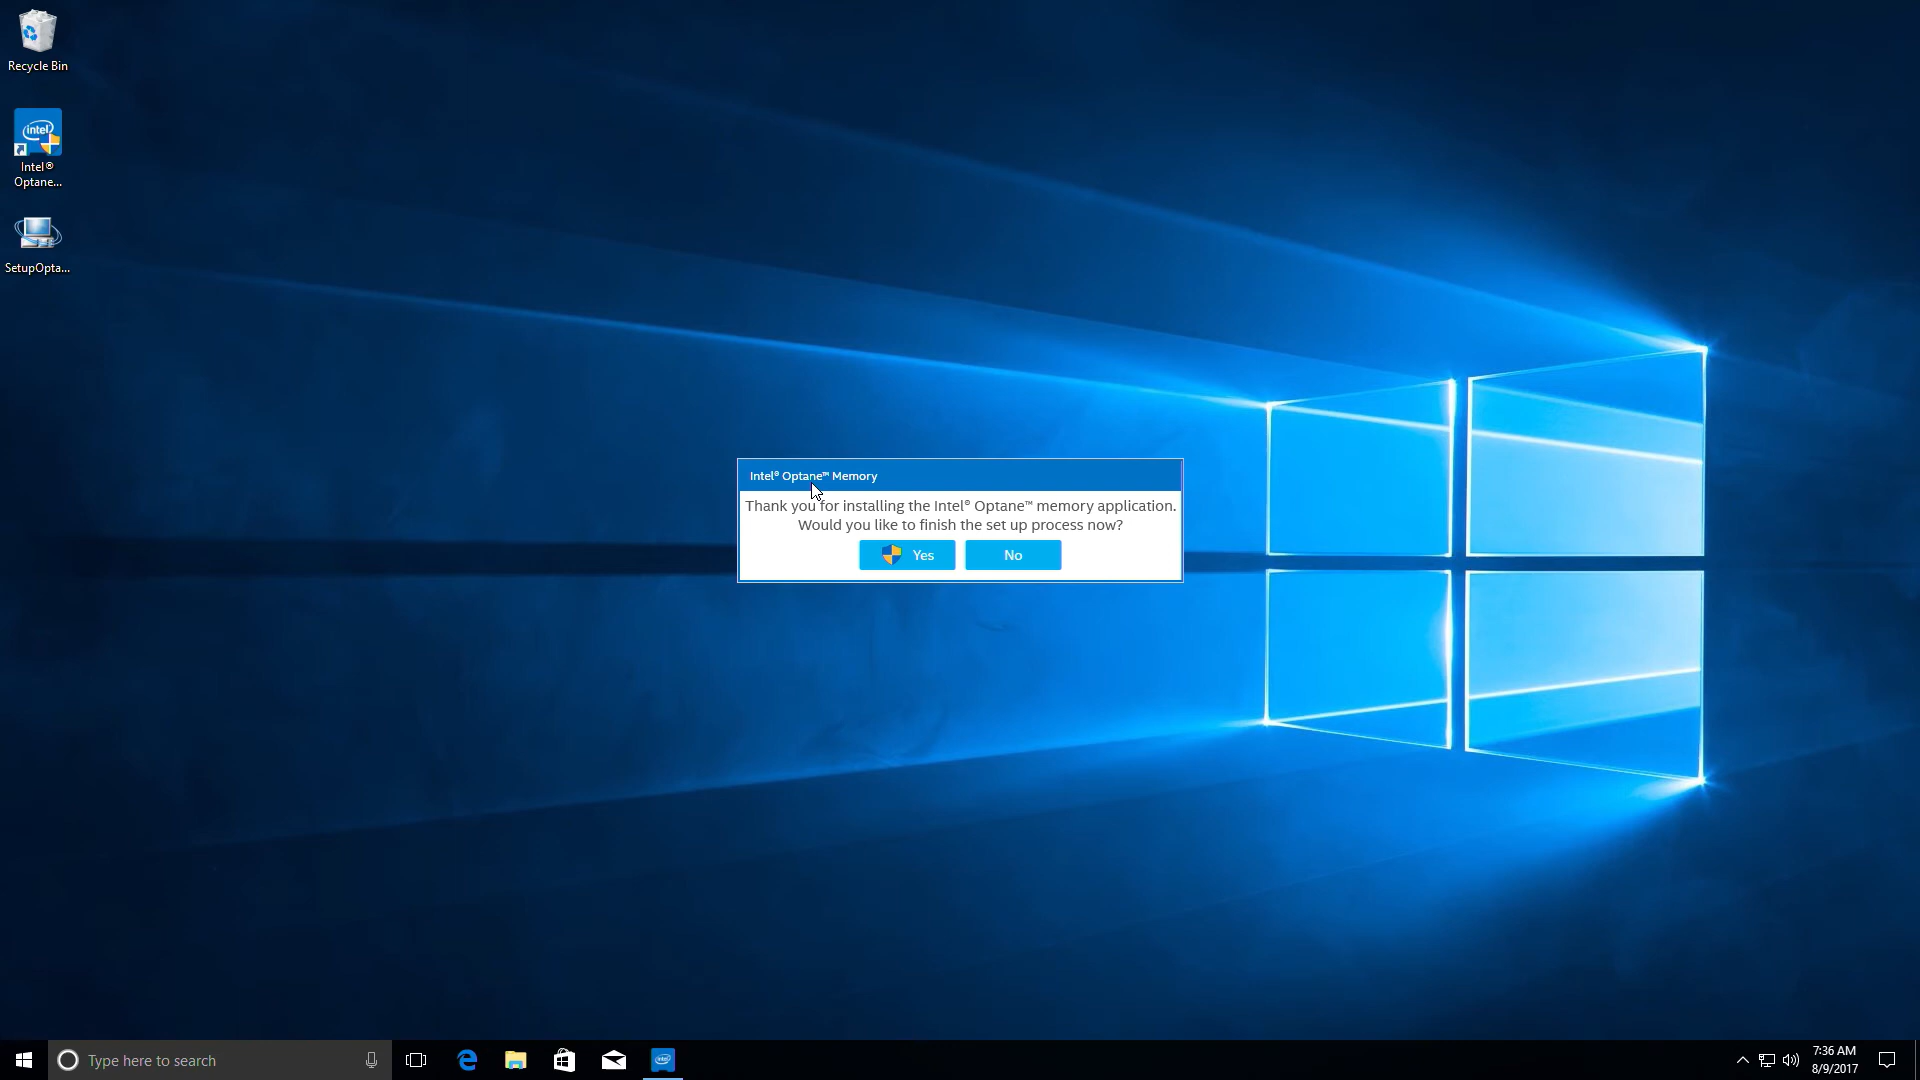 Recycle Bin
intel
Intel®
Optane...
SetupOpta...
Intel® Optane™ Memory
Thank you for installing the Intel® Optane™ memory application.
Would you like to finish the set up process now?
Yes
No
Type here to search
intel
7:36 AM
8/9/2017